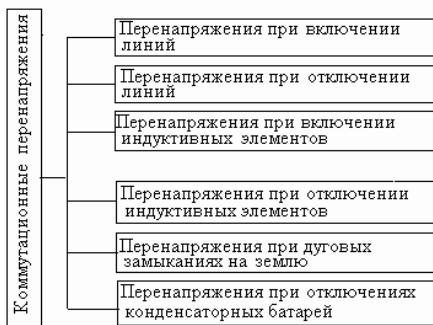 Коммутационные перенапряжения
Перенапряжения при включении
линий
Перенапряжения при отключении
линий
Перенапряжения при включении
индуктивных элементов
Перенапряжения при отключении
индуктивных элементов
Перенапряжения при дуговых
замыканиях на землю
Перенапряжения при отключениях
конденсаторных батарей